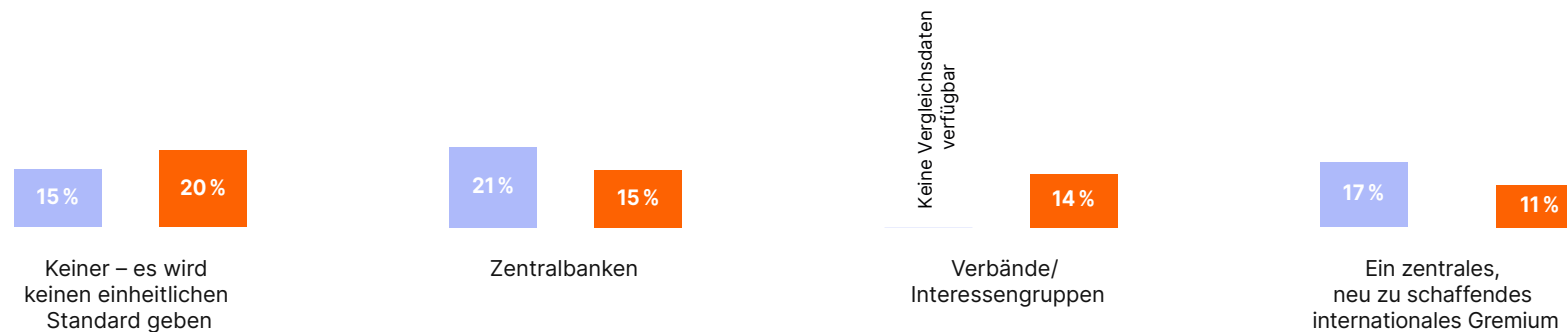 15 %
20 %
Keiner – es wird
keinen einheitlichen
Standard geben
21 %
15 %
Zentralbanken
Keine Vergleichsdaten
verfügbar
14 %
Verbände/
Interessengruppen
17 %
11 %
Ein zentrales,
neu zu schaffendes
internationales Gremium